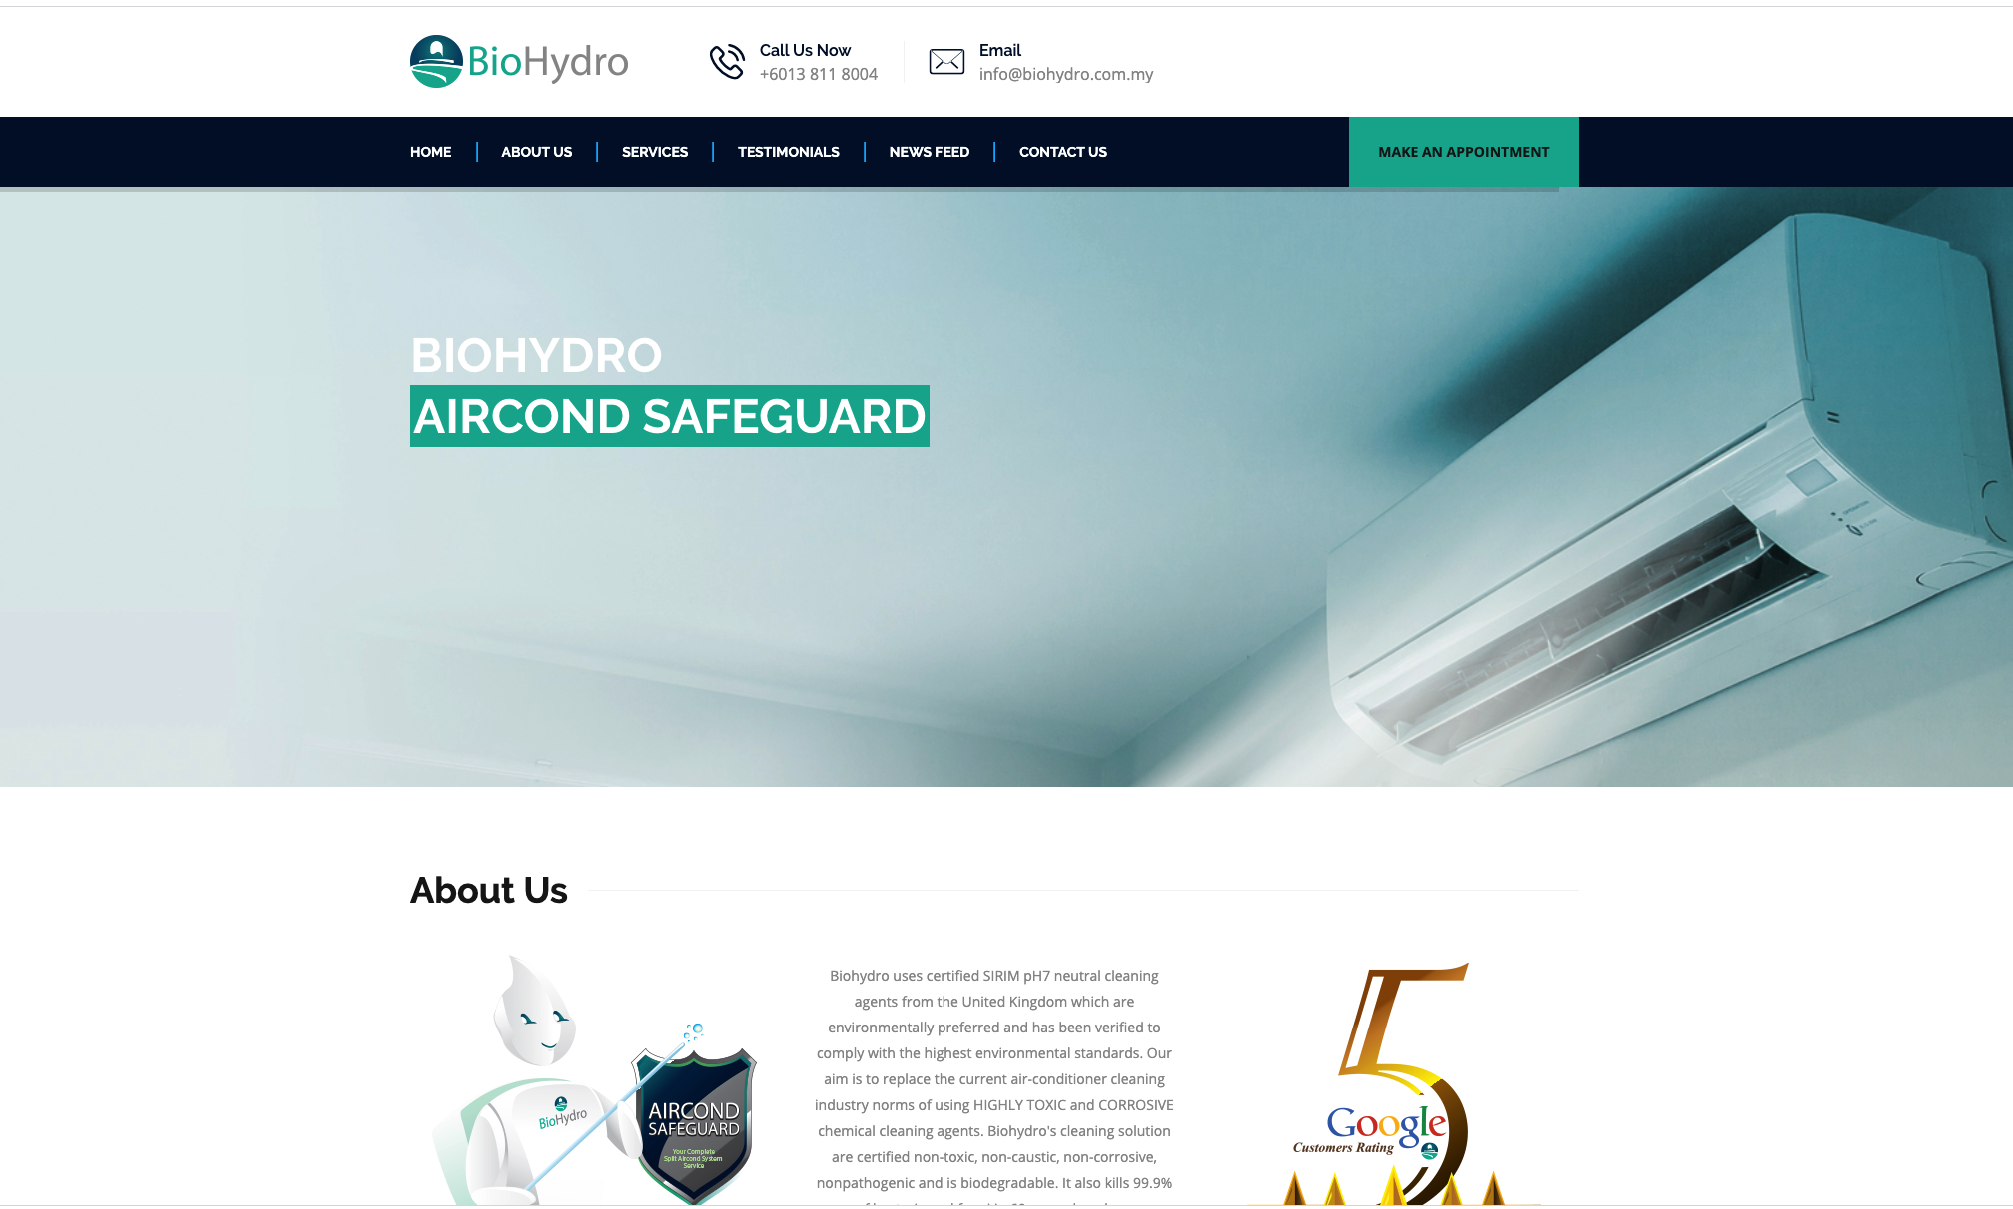 BioHydro
Call Us Now
+6013 811 8004
Email
info@biohydro.com.my
HOME
ABOUT US
SERVICES
TESTIMONIALS
NEWS FEED
CONTACT US
MAKE AN APPOINTMENT
BIOHYDRO
AIRCOND SAFEGUARD
About Us
BioHydro
AIRCOND
SAFEGUARD
Your Complete
Split Aircond System
Service
Biohydro uses certified SIRIM pH7 neutral cleaning
agents from the United Kingdom which are
environmentally preferred and has been verified to
comply with the highest environmental standards. Our
aim is to replace the current air-conditioner cleaning
industry norms of using HIGHLY TOXIC and CORROSIVE
chemical cleaning agents. Biohydro's cleaning solution
are certified non-toxic, non-caustic, non-corrosive,
nonpathogenic and is biodegradable. It also kills 99.9%
5
Google
Customers Rating